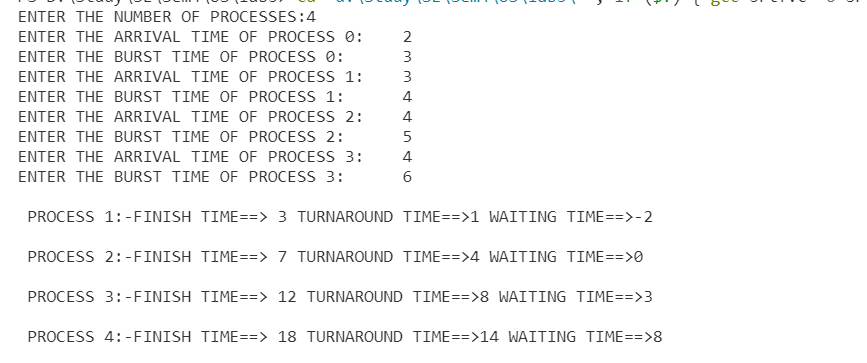 ENTER THE NUMBER OF PROCESSES:4
ENTER THE ARRIVAL TIME OF PROCESS 0: 2
ENTER THE BURST TIME OF PROCESS 0: 3
ENTER THE ARRIVAL TIME OF PROCESS 1: 3
ENTER THE BURST TIME OF PROCESS 1: 4
ENTER THE ARRIVAL TIME OF PROCESS 2: 4
ENTER THE BURST TIME OF PROCESS 2: 5
ENTER THE ARRIVAL TIME OF PROCESS 3: 4
ENTER THE BURST TIME OF PROCESS 3: 6
PROCESS 1:-FINISH TIME==> 3 TURNAROUND TIME==>1 WAITING TIME==>-2
PROCESS 2:-FINISH TIME==> 7 TURNAROUND TIME==>4 WAITING TIME==>0
PROCESS 3:-FINISH TIME==> 12 TURNAROUND TIME==>8 WAITING TIME==>3
PROCESS 4:-FINISH TIME==> 18 TURNAROUND TIME==>14 WAITING TIME==>8